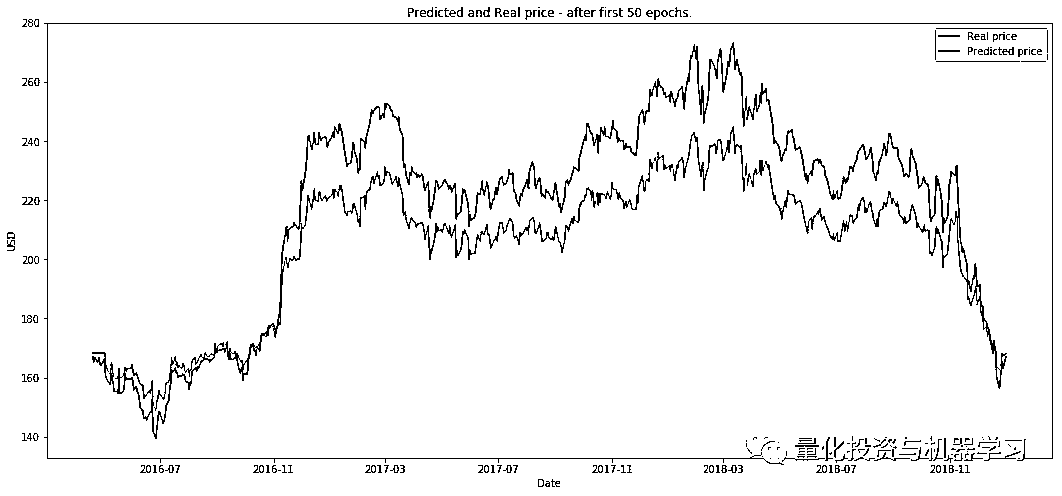 Predicted and Real price - after first 50 epochs.
280
Real price
Predicted price
260
240
220
USD
200
180
160
140
2016-07 2016-11 2017-03 2017-07 2017-11 2018-03 2018-07 2018-11
Date
量化投资与机器学习